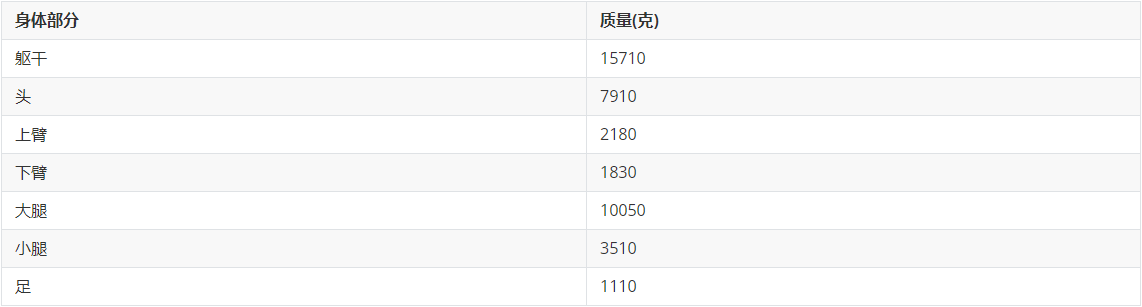 身体部分 质量(克)
躯干 15710
头 7910
上臂 2180
下臂 1830
大腿 10050
小腿 3510
足 1110